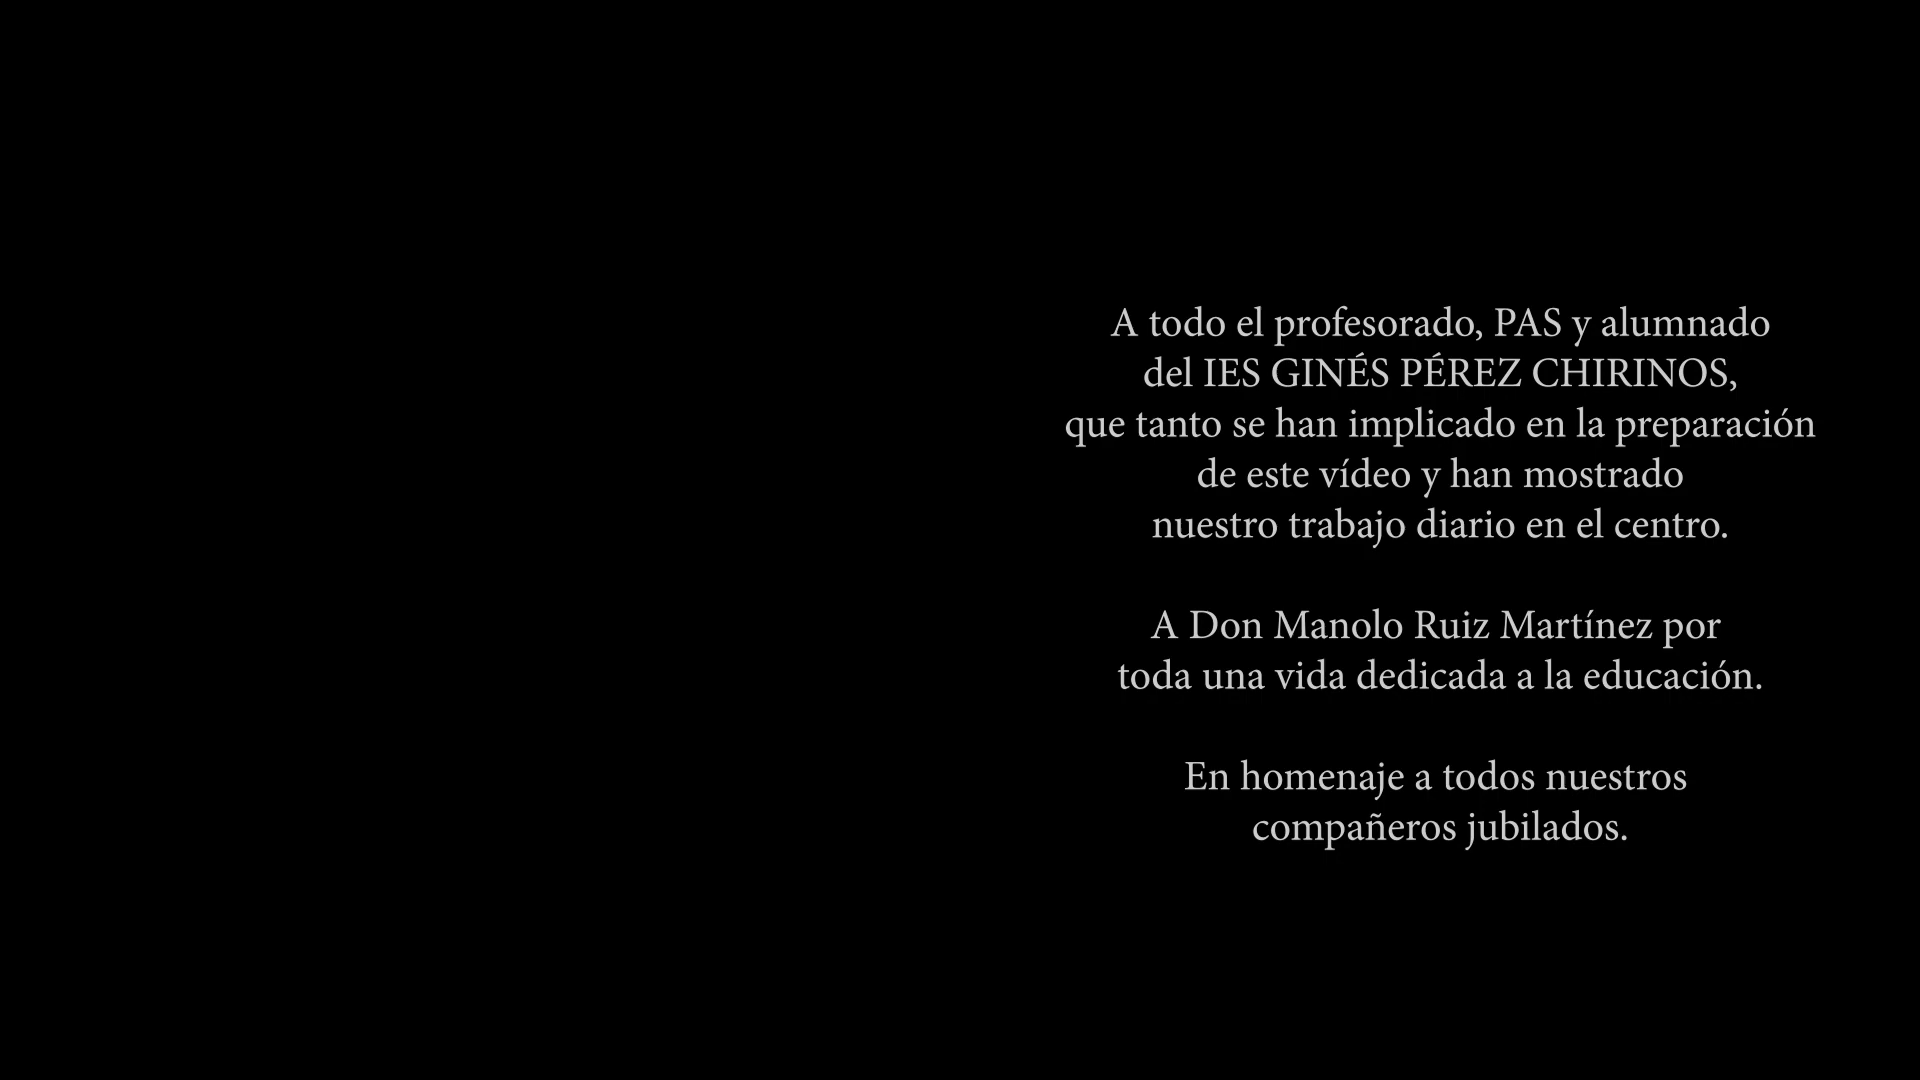 A todo el profesorado, PAS y alumnado
del IES GINÉS PÉREZ CHIRINOS,
que tanto se han implicado en la preparación
de este vídeo y han mostrado
nuestro trabajo diario en el centro.
A Don Manolo Ruiz Martínez por
toda una vida dedicada a la educación.
En homenaje a todos nuestros
compañeros jubilados.